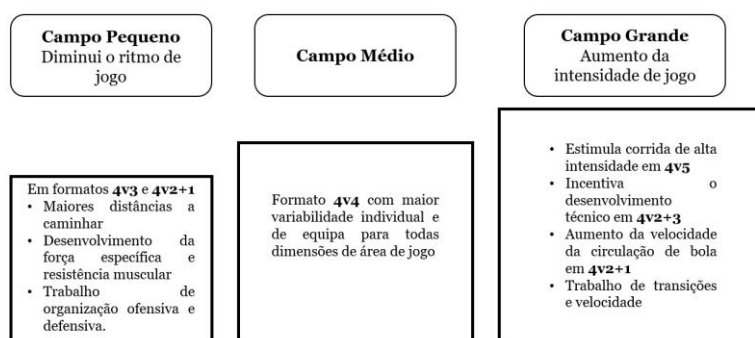 Campo Pequeno
Diminui o ritmo de
jogo
Campo Médio
Campo Grande
Aumento da
intensidade de jogo
Em formatos 4v3 e 4v2+1
• Maiores distâncias a
caminhar
• Desenvolvimento da
força específica e
resistência muscular
• Trabalho de
organização ofensiva e
defensiva.
Formato 4v4 com maior
variabilidade individual e
de equipa para todas
dimensões de área de jogo
• Estimula corrida de alta
intensidade em 4v5
• Incentiva o
desenvolvimento
técnico em 4v2+3
• Aumento da velocidade
da circulação de bola
em 4v2+1
• Trabalho de transições
e velocidade